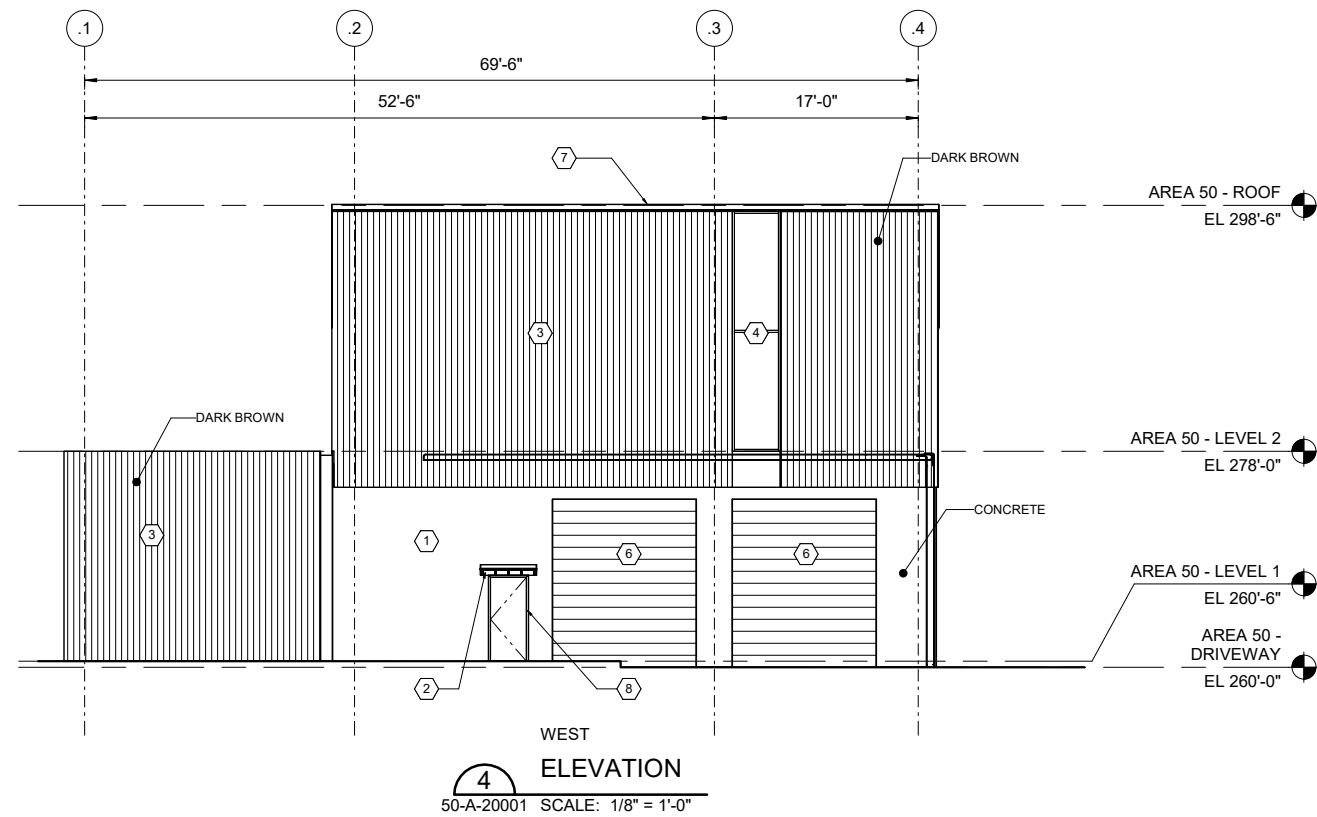 .1
.2
.3
.4
69'-6"
52'-6"
17'-0"
7
DARK BROWN
AREA 50 - ROOF
EL 298'-6"
3
4
DARK BROWN
AREA 50 - LEVEL 2
EL 278'-0"
3
1
6
6
CONCRETE
AREA 50 - LEVEL 1
EL 260'-6"
AREA 50 -
DRIVEWAY
EL 260'-0"
2
8
WEST
4
ELEVATION
50-A-20001
SCALE: 1/8" = 1'-0"